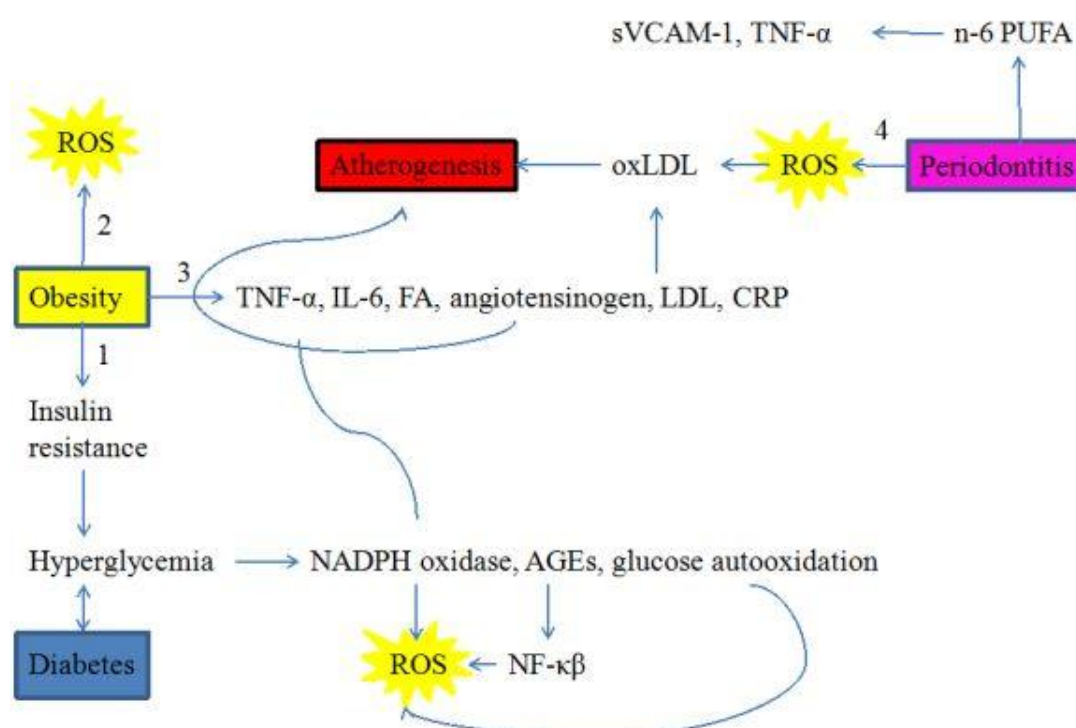 sVCAM-1, TNF-α
n-6 PUFA
ROS
4
Atherogenesis
oxLDL
ROS
Periodontitis
2
3
Obesity
TNF-α, IL-6, FA, angiotensinogen, LDL, CRP
1
Insulin
resistance
Hyperglycemia
NADPH oxidase, AGEs, glucose autooxidation
Diabetes
ROS
NF-κβ